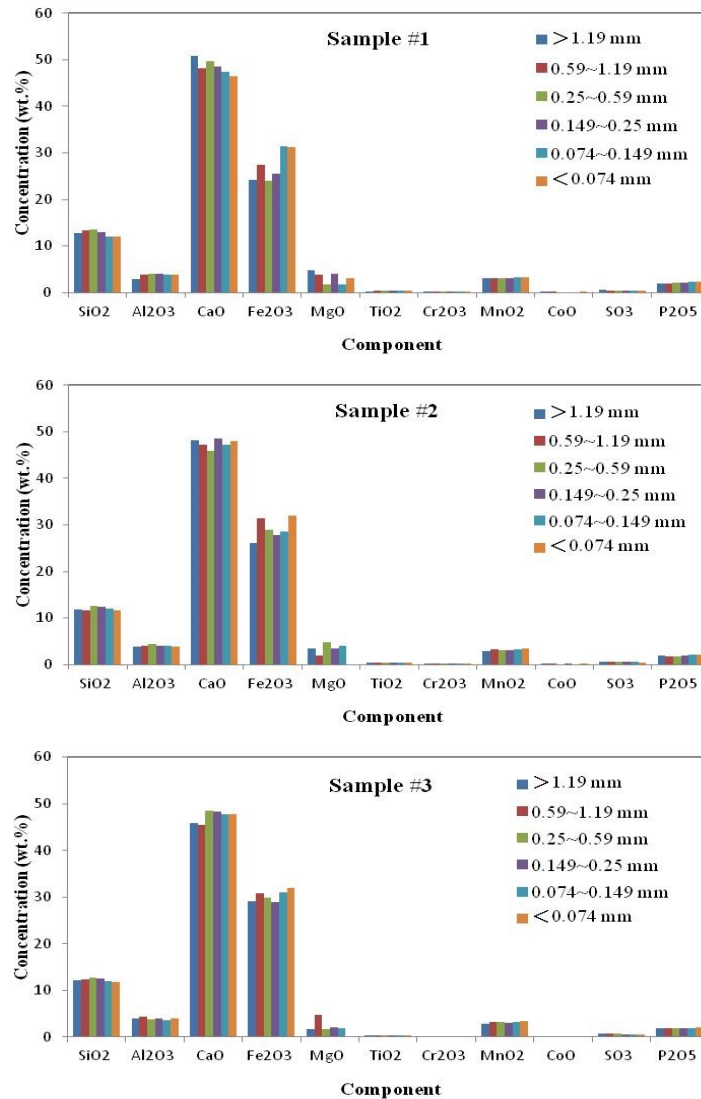 Sample #1
Concentration (wt.%)
60
50
40
30
20
10
0
＞1.19 mm
0.59~1.19 mm
0.25~0.59 mm
0.149~0.25 mm
0.074~0.149 mm
＜0.074 mm
SiO2 Al2O3 CaO Fe2O3 MgO TiO2 Cr2O3 MnO2 CoO SO3 P2O5
Component
Sample #2
Concentration (wt.%)
60
50
40
30
20
10
0
＞1.19 mm
0.59~1.19 mm
0.25~0.59 mm
0.149~0.25 mm
0.074~0.149 mm
＜0.074 mm
SiO2 Al2O3 CaO Fe2O3 MgO TiO2 Cr2O3 MnO2 CoO SO3 P2O5
Component
Sample #3
Concentration (wt.%)
60
50
40
30
20
10
0
＞1.19 mm
0.59~1.19 mm
0.25~0.59 mm
0.149~0.25 mm
0.074~0.149 mm
＜0.074 mm
SiO2 Al2O3 CaO Fe2O3 MgO TiO2 Cr2O3 MnO2 CoO SO3 P2O5
Component